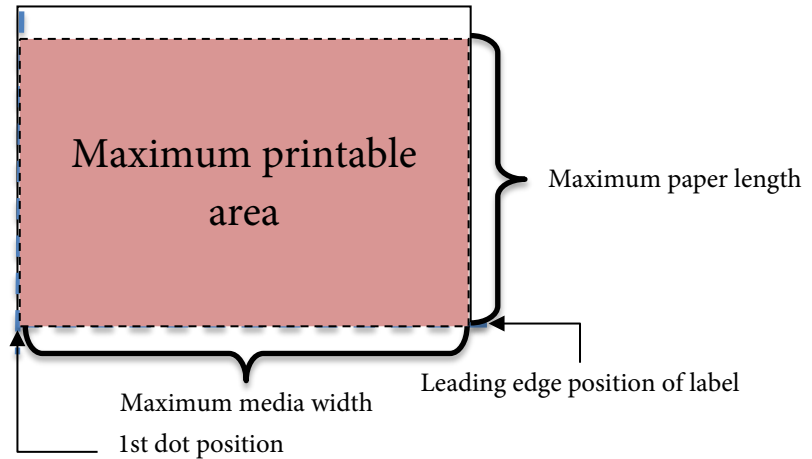 Maximum printable
area
Maximum paper length
Leading edge position of label
Maximum media width
1st dot position